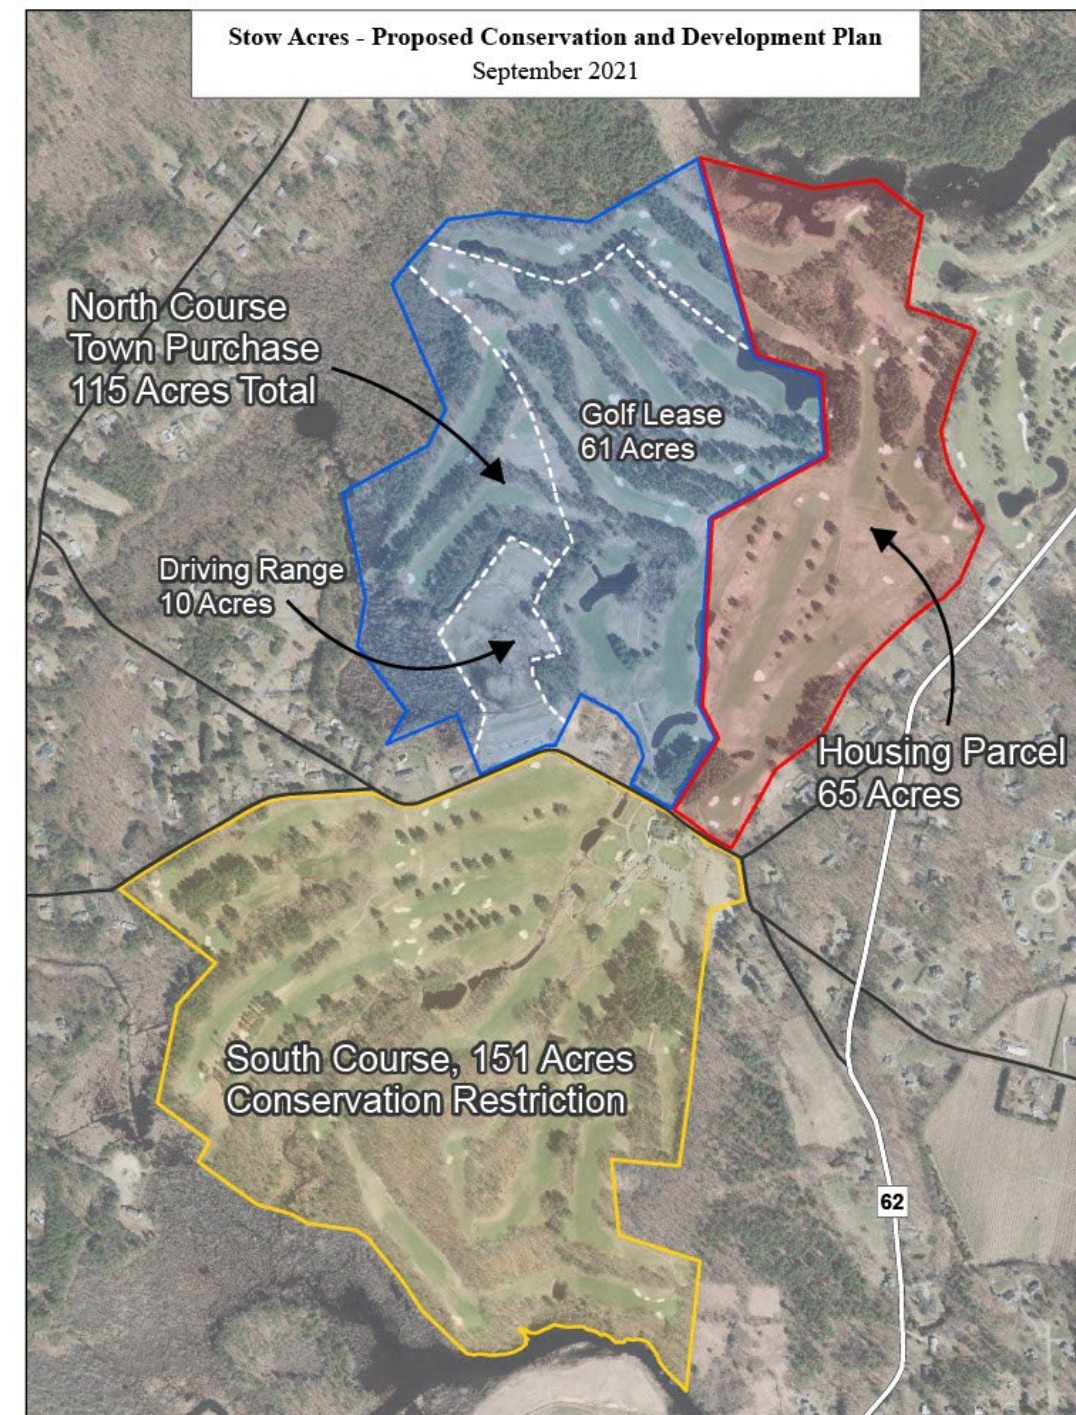 Stow Acres - Proposed Conservation and Development Plan
September 2021
North Course
Town Purchase
115 Acres Total
Golf Lease
61 Acres
Driving Range
10 Acres
Housing Parcel
65 Acres
South Course, 151 Acres
Conservation Restriction
62